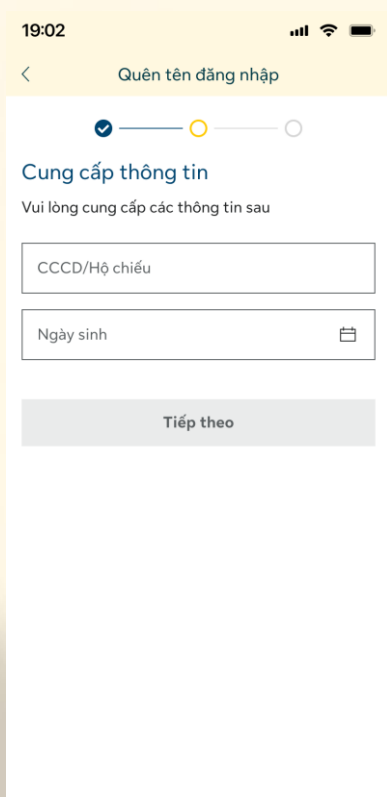 19:02
Quên tên đăng nhập
Cung cấp thông tin
Vui lòng cung cấp các thông tin sau
CCCD/Hộ chiếu
Ngày sinh
Tiếp theo